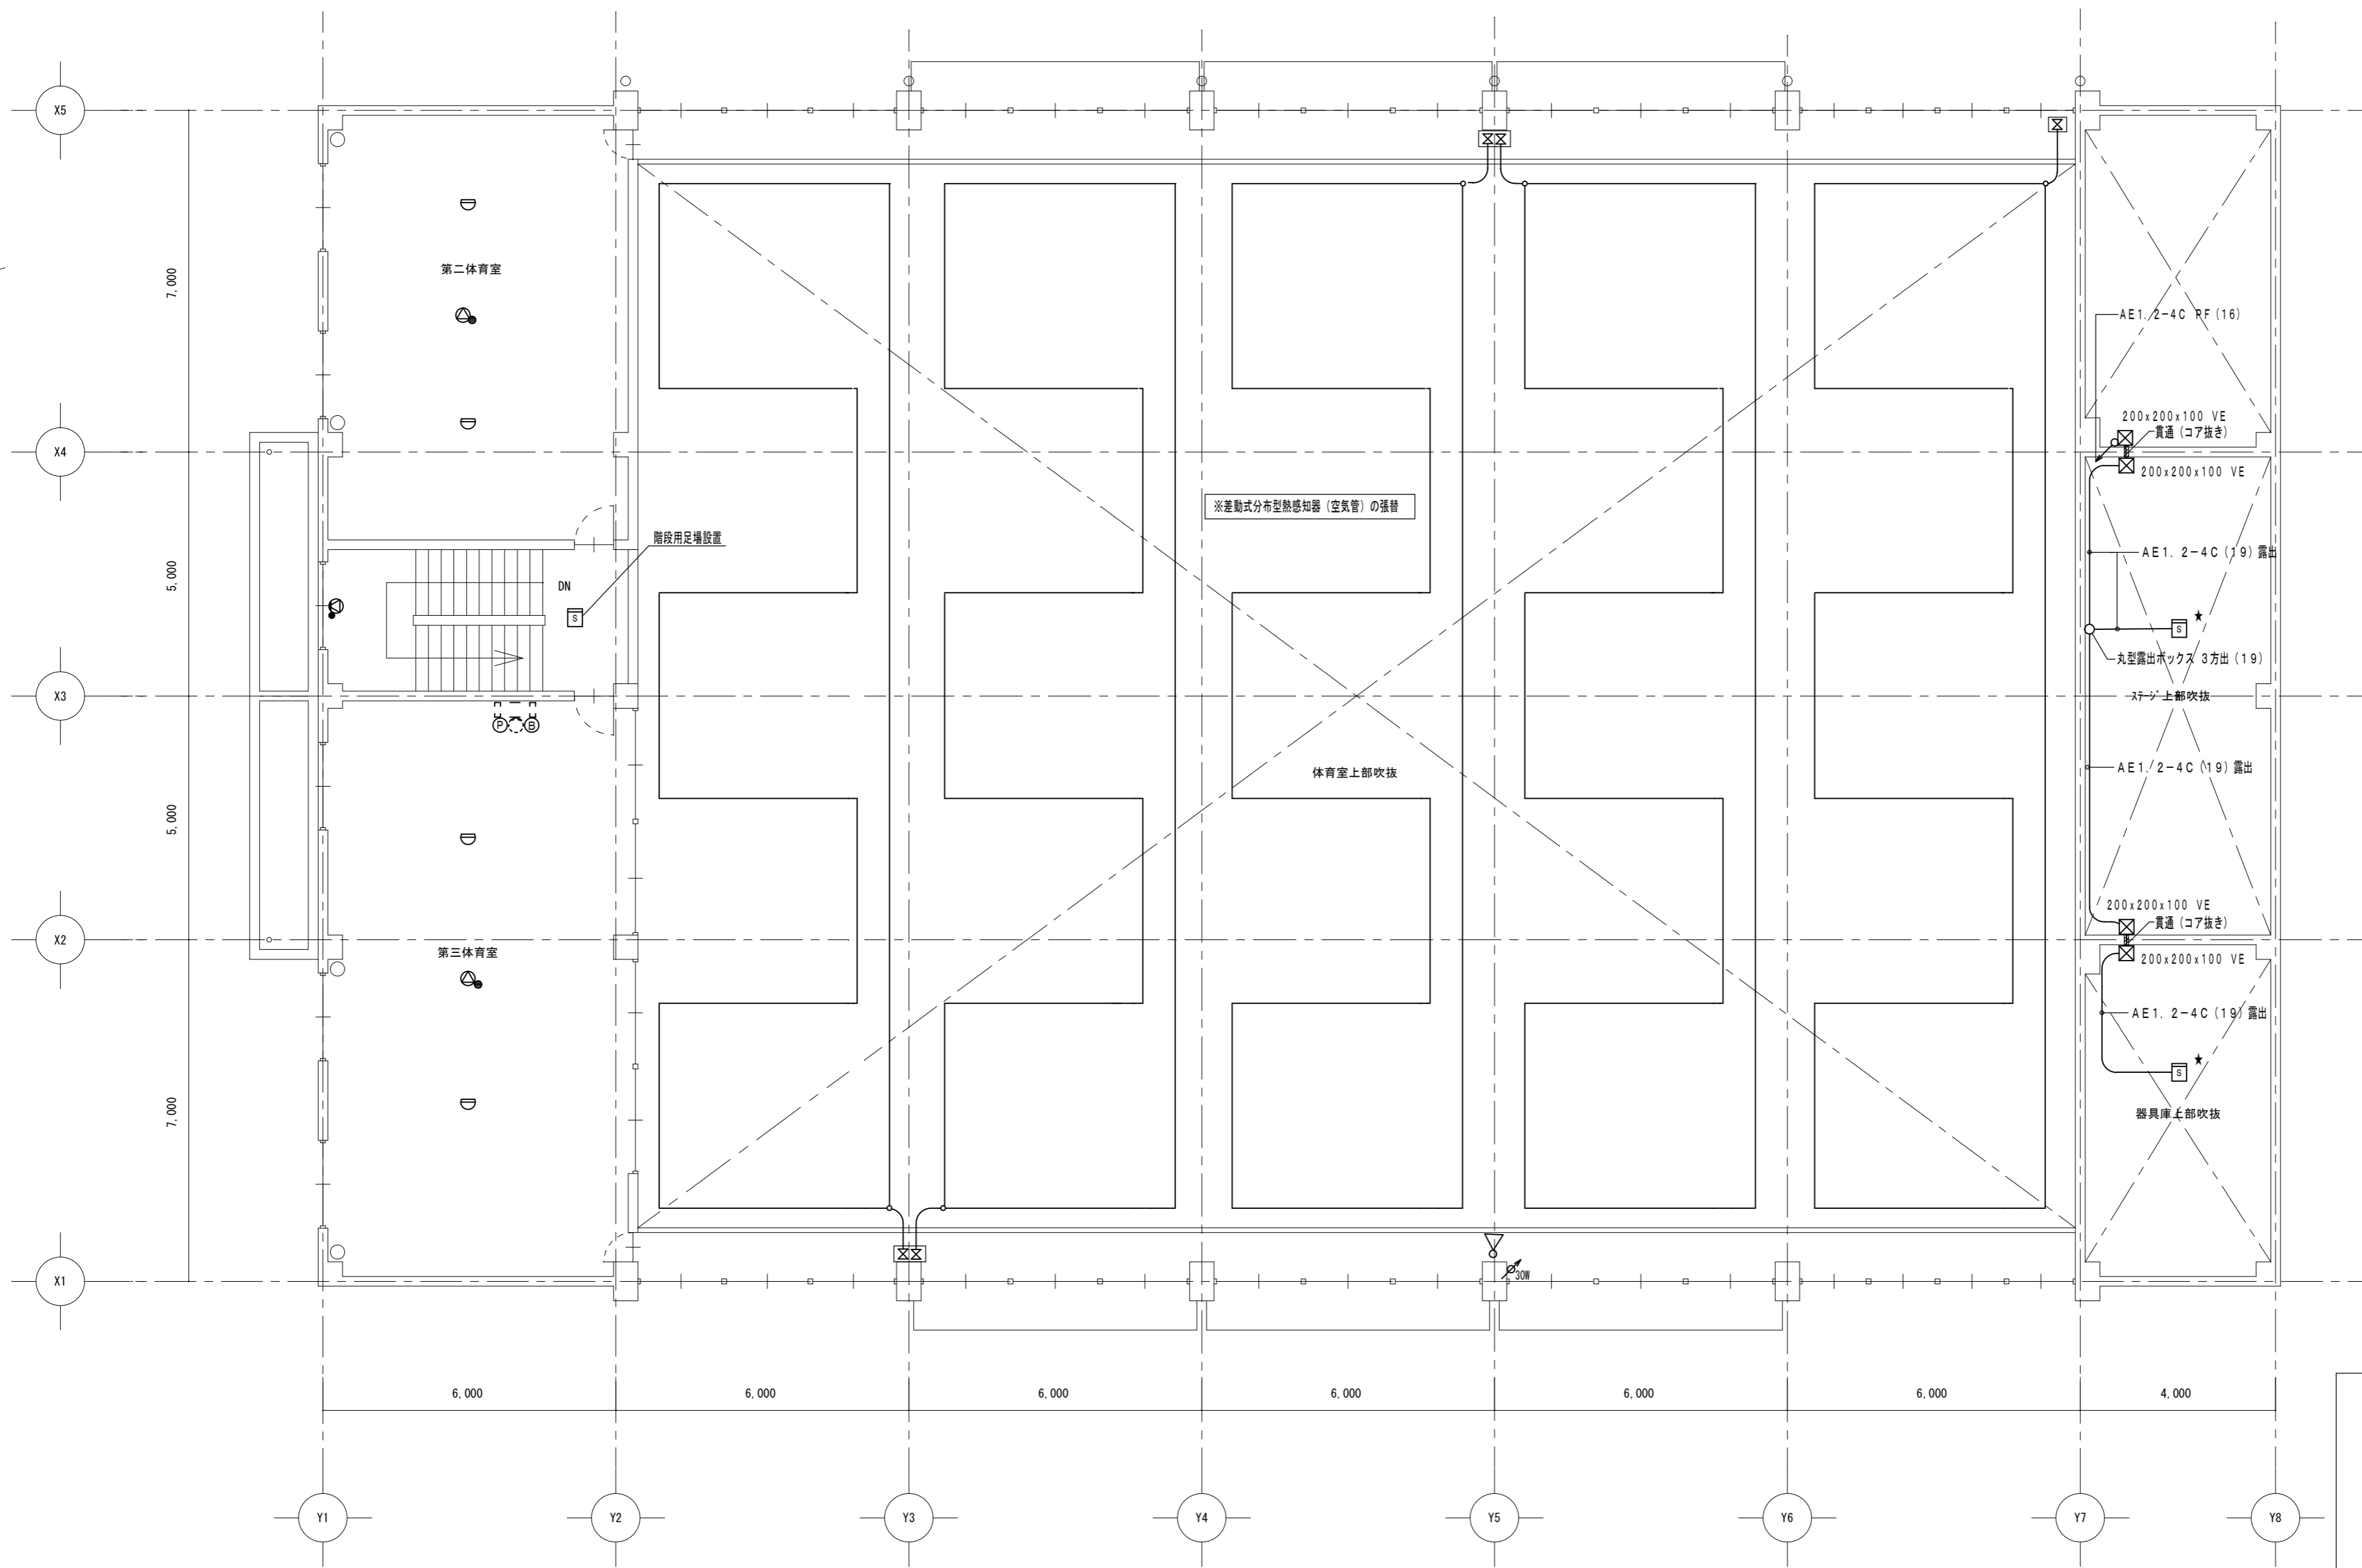 X5
X4
X3
X2
X1
7,000
5,000
5,000
7,000
第二体育室
階段用足場設置
DN
S
P
B
第三体育室
※差動式分布型熱感知器（空気管）の張替
体育室上部吹抜
30W
AE1.2−4C PF(16)
200x200x100 VE
貫通（コア抜き）
200x200x100 VE
AE1.2−4C(19)露出
★
S
丸型露出ボックス 3方出(19)
ステージ上部吹抜
AE1.2−4C(19)露出
200x200x100 VE
貫通（コア抜き）
200x200x100 VE
AE1.2−4C(19)露出
★
S
器具庫上部吹抜
6,000
6,000
6,000
6,000
6,000
6,000
4,000
Y1
Y2
Y3
Y4
Y5
Y6
Y7
Y8